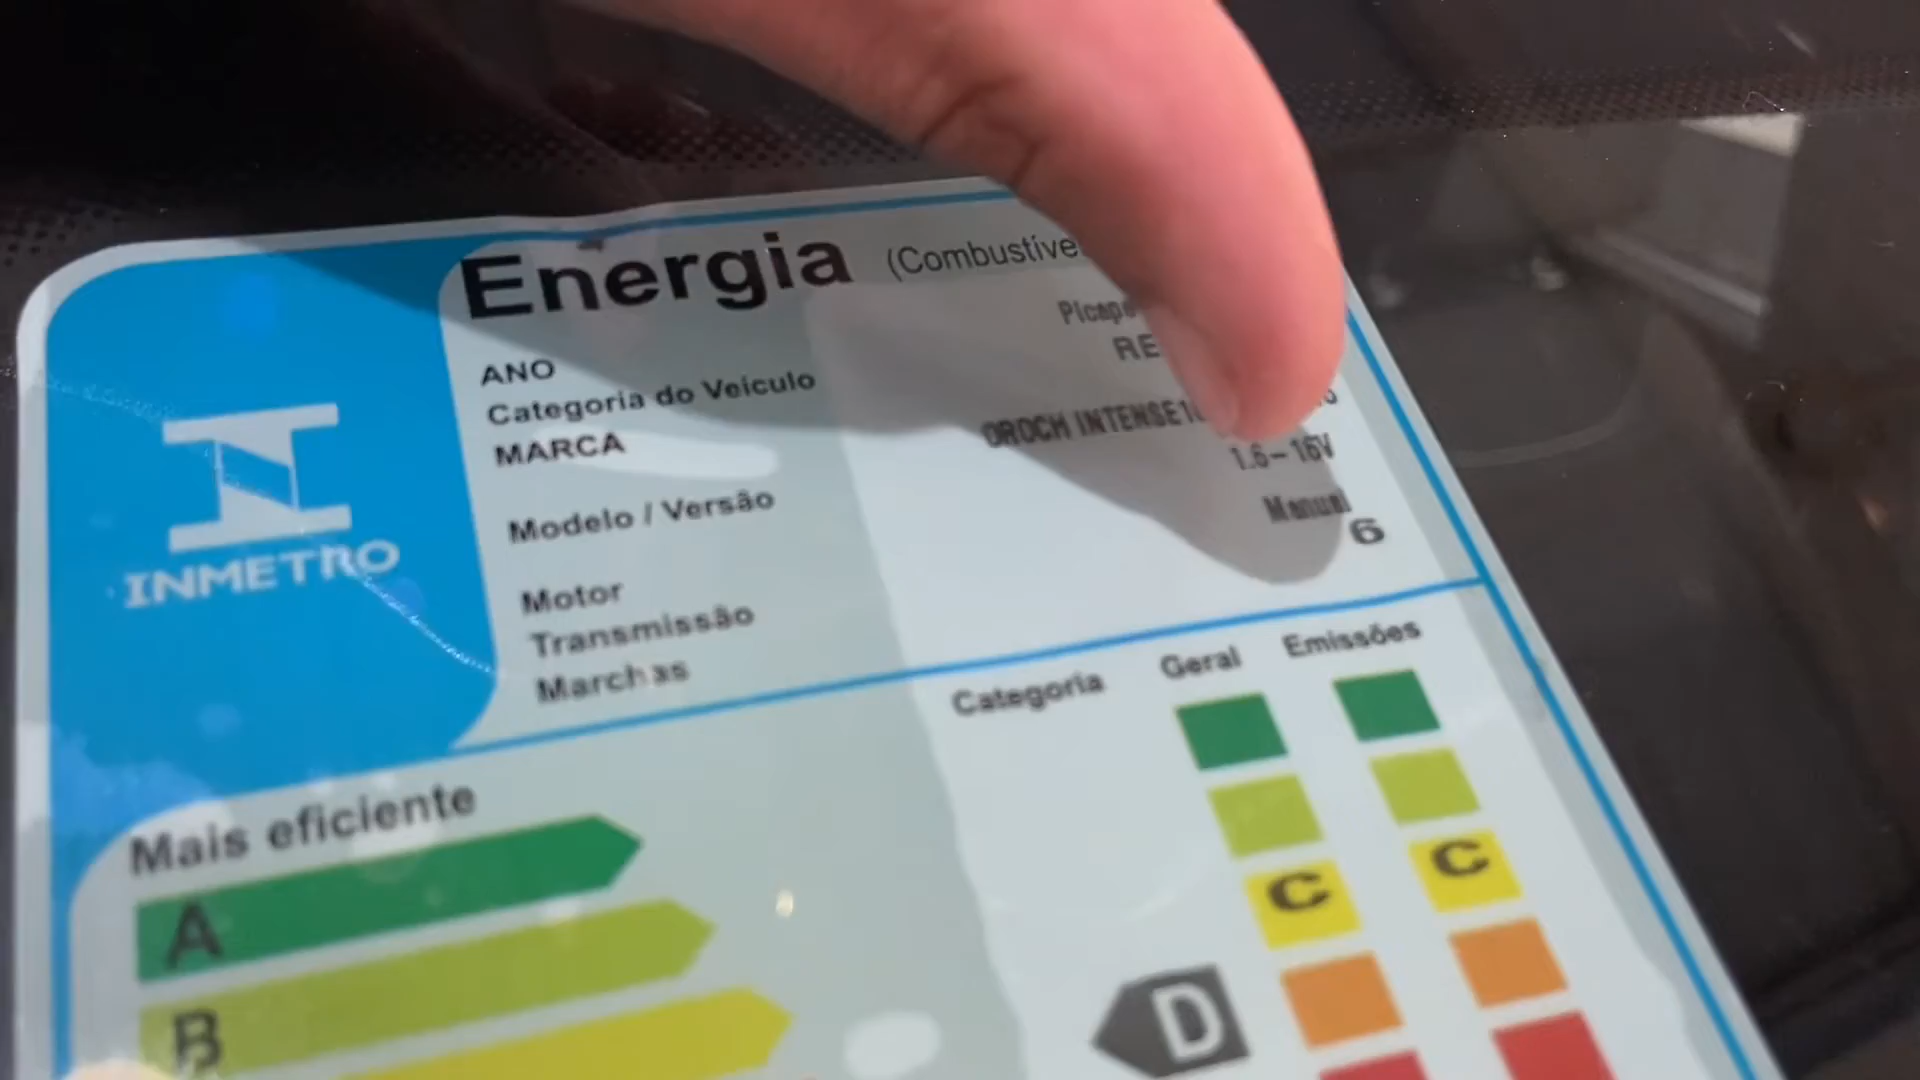 Energia (Combustíve
Picape
RE
OROCH INTENSE16
1.6 – 16V
Manual
6
ANO
Categoria do Veículo
MARCA
Modelo / Versão
Motor
Transmissão
Marchas
INMETRO
Categoria Geral Emissões
Mais eficiente
A
B
C C
D